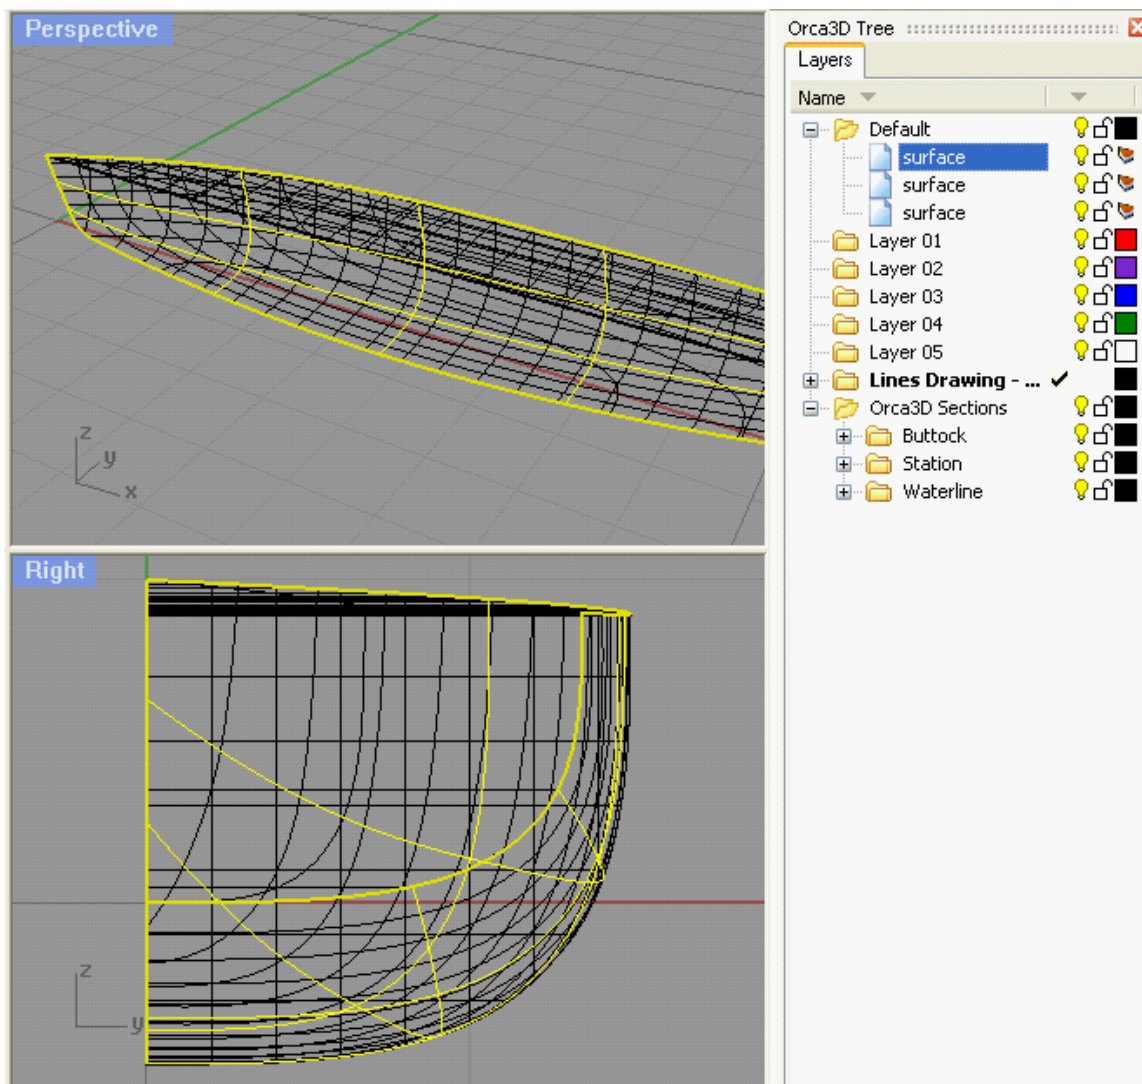 Perspective
z
y
x
Right
z
y
Orca3D Tree
Layers
Name
Default
surface
surface
surface
Layer 01
Layer 02
Layer 03
Layer 04
Layer 05
Lines Drawing - ...
Orca3D Sections
Buttock
Station
Waterline